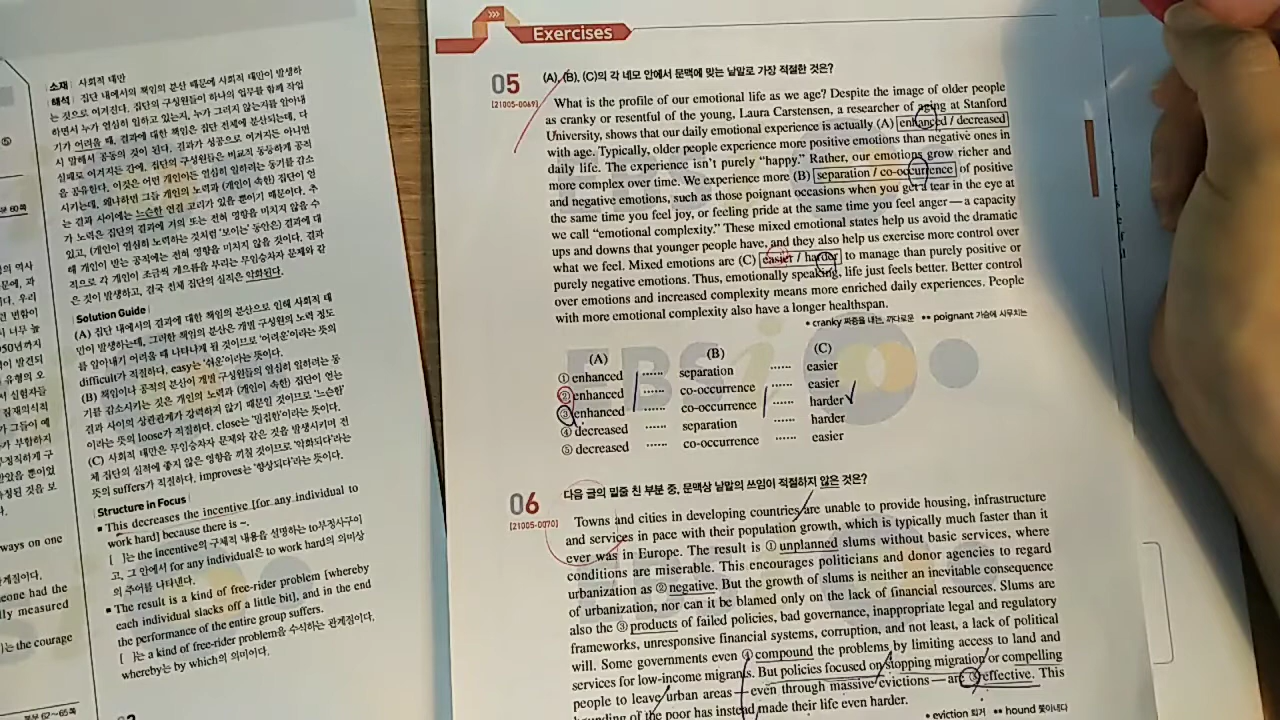 소재 사회적 태만
해석 집단 내에서의 책임의 분산 때문에 사회적 태만이 발생하
는 것으로 여겨진다. 집단의 구성원들이 하나의 업무를 함께 작업
하면서 누가 열심히 일하고 있는지, 누가 그러지 않는지를 알아내
기가 어려울 때, 결과에 대한 책임은 집단 전체에 분산되는데, 다
시 말해서 공동의 것이 된다. 결과가 성공으로 여겨지든 아니면
실패로 여겨지든 간에, 집단의 구성원들은 비교적 동등하게 공적
을 공유한다. 이것은 어떤 개인이든 열심히 일하려는 동기를 감소
시키는데, 왜냐하면 그들 개인의 노력과 (개인이 속한) 집단이 얻
는 결과 사이에는 느슨한 연결 고리가 있을 뿐이기 때문이다. 추
가 노력은 집단의 결과에 거의 또는 전혀 영향을 미치지 않을 수
있고, (개인이 열심히 노력하는 것처럼 '보이는' 동안은) 결과에 대
해 개인이 받는 공적에는 전혀 영향을 미치지 않을 것이다. 결과
적으로 각 개인이 조금씩 게으름을 부리는 무임승차자 문제와 같
은 것이 발생하고, 결국 전체 집단의 실적은 악화된다.
Solution Guide
(A) 집단 내에서의 결과에 대한 책임의 분산으로 인해 사회적 태
만이 발생하는데, 그러한 책임의 분산은 개별 구성원의 노력 정도
를 알아내기 어려울 때 나타나게 된 것이므로 '어려운'이라는 뜻의
difficult가 적절하다. easy는 '쉬운'이라는 뜻이다.
(B) 책임이나 공적의 분산이 개별 구성원들의 열심히 일하려는 동
기를 감소시키는 것은 개인의 노력과 (개인이 속한) 집단이 얻는
결과 사이의 상관관계가 강력하지 않기 때문인 것이므로 '느슨한'
이라는 뜻의 loose가 적절하다. close는 '밀접한'이라는 뜻이다.
(C) 사회적 태만은 무임승차자 문제와 같은 것을 발생시키며 전
체 집단의 실적에 좋지 않은 영향을 끼칠 것이므로 '악화되다'라는
뜻의 suffers가 적절하다. improves는 '향상되다'라는 뜻이다.
Structure in Focus
■ This decreases the incentive [for any individual to
work hard] because there is ~.
[ ]는 the incentive의 구체적 내용을 설명하는 to부정사구이
고, 그 안에서 for any individual은 to work hard의 의미상
의 주어를 나타낸다.
■ The result is a kind of free-rider problem [whereby
each individual slacks off a little bit], and in the end
the performance of the entire group suffers.
[ ]는 a kind of free-rider problem을 수식하는 관계절이다.
whereby는 by which의 의미이다.
Exercises
05
[21005-0069]
(A), (B), (C)의 각 네모 안에서 문맥에 맞는 낱말로 가장 적절한 것은?
What is the profile of our emotional life as we age? Despite the image of older people
as cranky or resentful of the young, Laura Carstensen, a researcher of aging at Stanford
University, shows that our daily emotional experience is actually (A) enhanced / decreased
with age. Typically, older people experience more positive emotions than negative ones in
daily life. The experience isn't purely “happy.” Rather, our emotions grow richer and
more complex over time. We experience more (B) separation / co-occurrence of positive
and negative emotions, such as those poignant occasions when you get a tear in the eye at
the same time you feel joy, or feeling pride at the same time you feel anger — a capacity
we call “emotional complexity.” These mixed emotional states help us avoid the dramatic
ups and downs that younger people have, and they also help us exercise more control over
what we feel. Mixed emotions are (C) easier / harder to manage than purely positive or
purely negative emotions. Thus, emotionally speaking, life just feels better. Better control
over emotions and increased complexity means more enriched daily experiences. People
with more emotional complexity also have a longer healthspan.
• cranky 짜증을 내는, 까다로운 •• poignant 가슴에 사무치는
(A) (B) (C)
① enhanced ······ separation ······ easier
② enhanced ······ co-occurrence ······ easier
③ enhanced ······ co-occurrence ······ harder
④ decreased ······ separation ······ harder
⑤ decreased ······ co-occurrence ······ easier
06
[21005-0070]
다음 글의 밑줄 친 부분 중, 문맥상 낱말의 쓰임이 적절하지 않은 것은?
Towns and cities in developing countries are unable to provide housing, infrastructure
and services in pace with their population growth, which is typically much faster than it
ever was in Europe. The result is ① unplanned slums without basic services, where
conditions are miserable. This encourages politicians and donor agencies to regard
urbanization as ② negative. But the growth of slums is neither an inevitable consequence
of urbanization, nor can it be blamed only on the lack of financial resources. Slums are
also the ③ products of failed policies, bad governance, inappropriate legal and regulatory
frameworks, unresponsive financial systems, corruption, and not least, a lack of political
will. Some governments even ④ compound the problems by limiting access to land and
services for low-income migrants. But policies focused on stopping migration or compelling
people to leave urban areas — even through massive evictions — are ⑤ effective. This
hounding of the poor has instead made their life even harder.
• eviction 퇴거 •• hound 쫓아내다